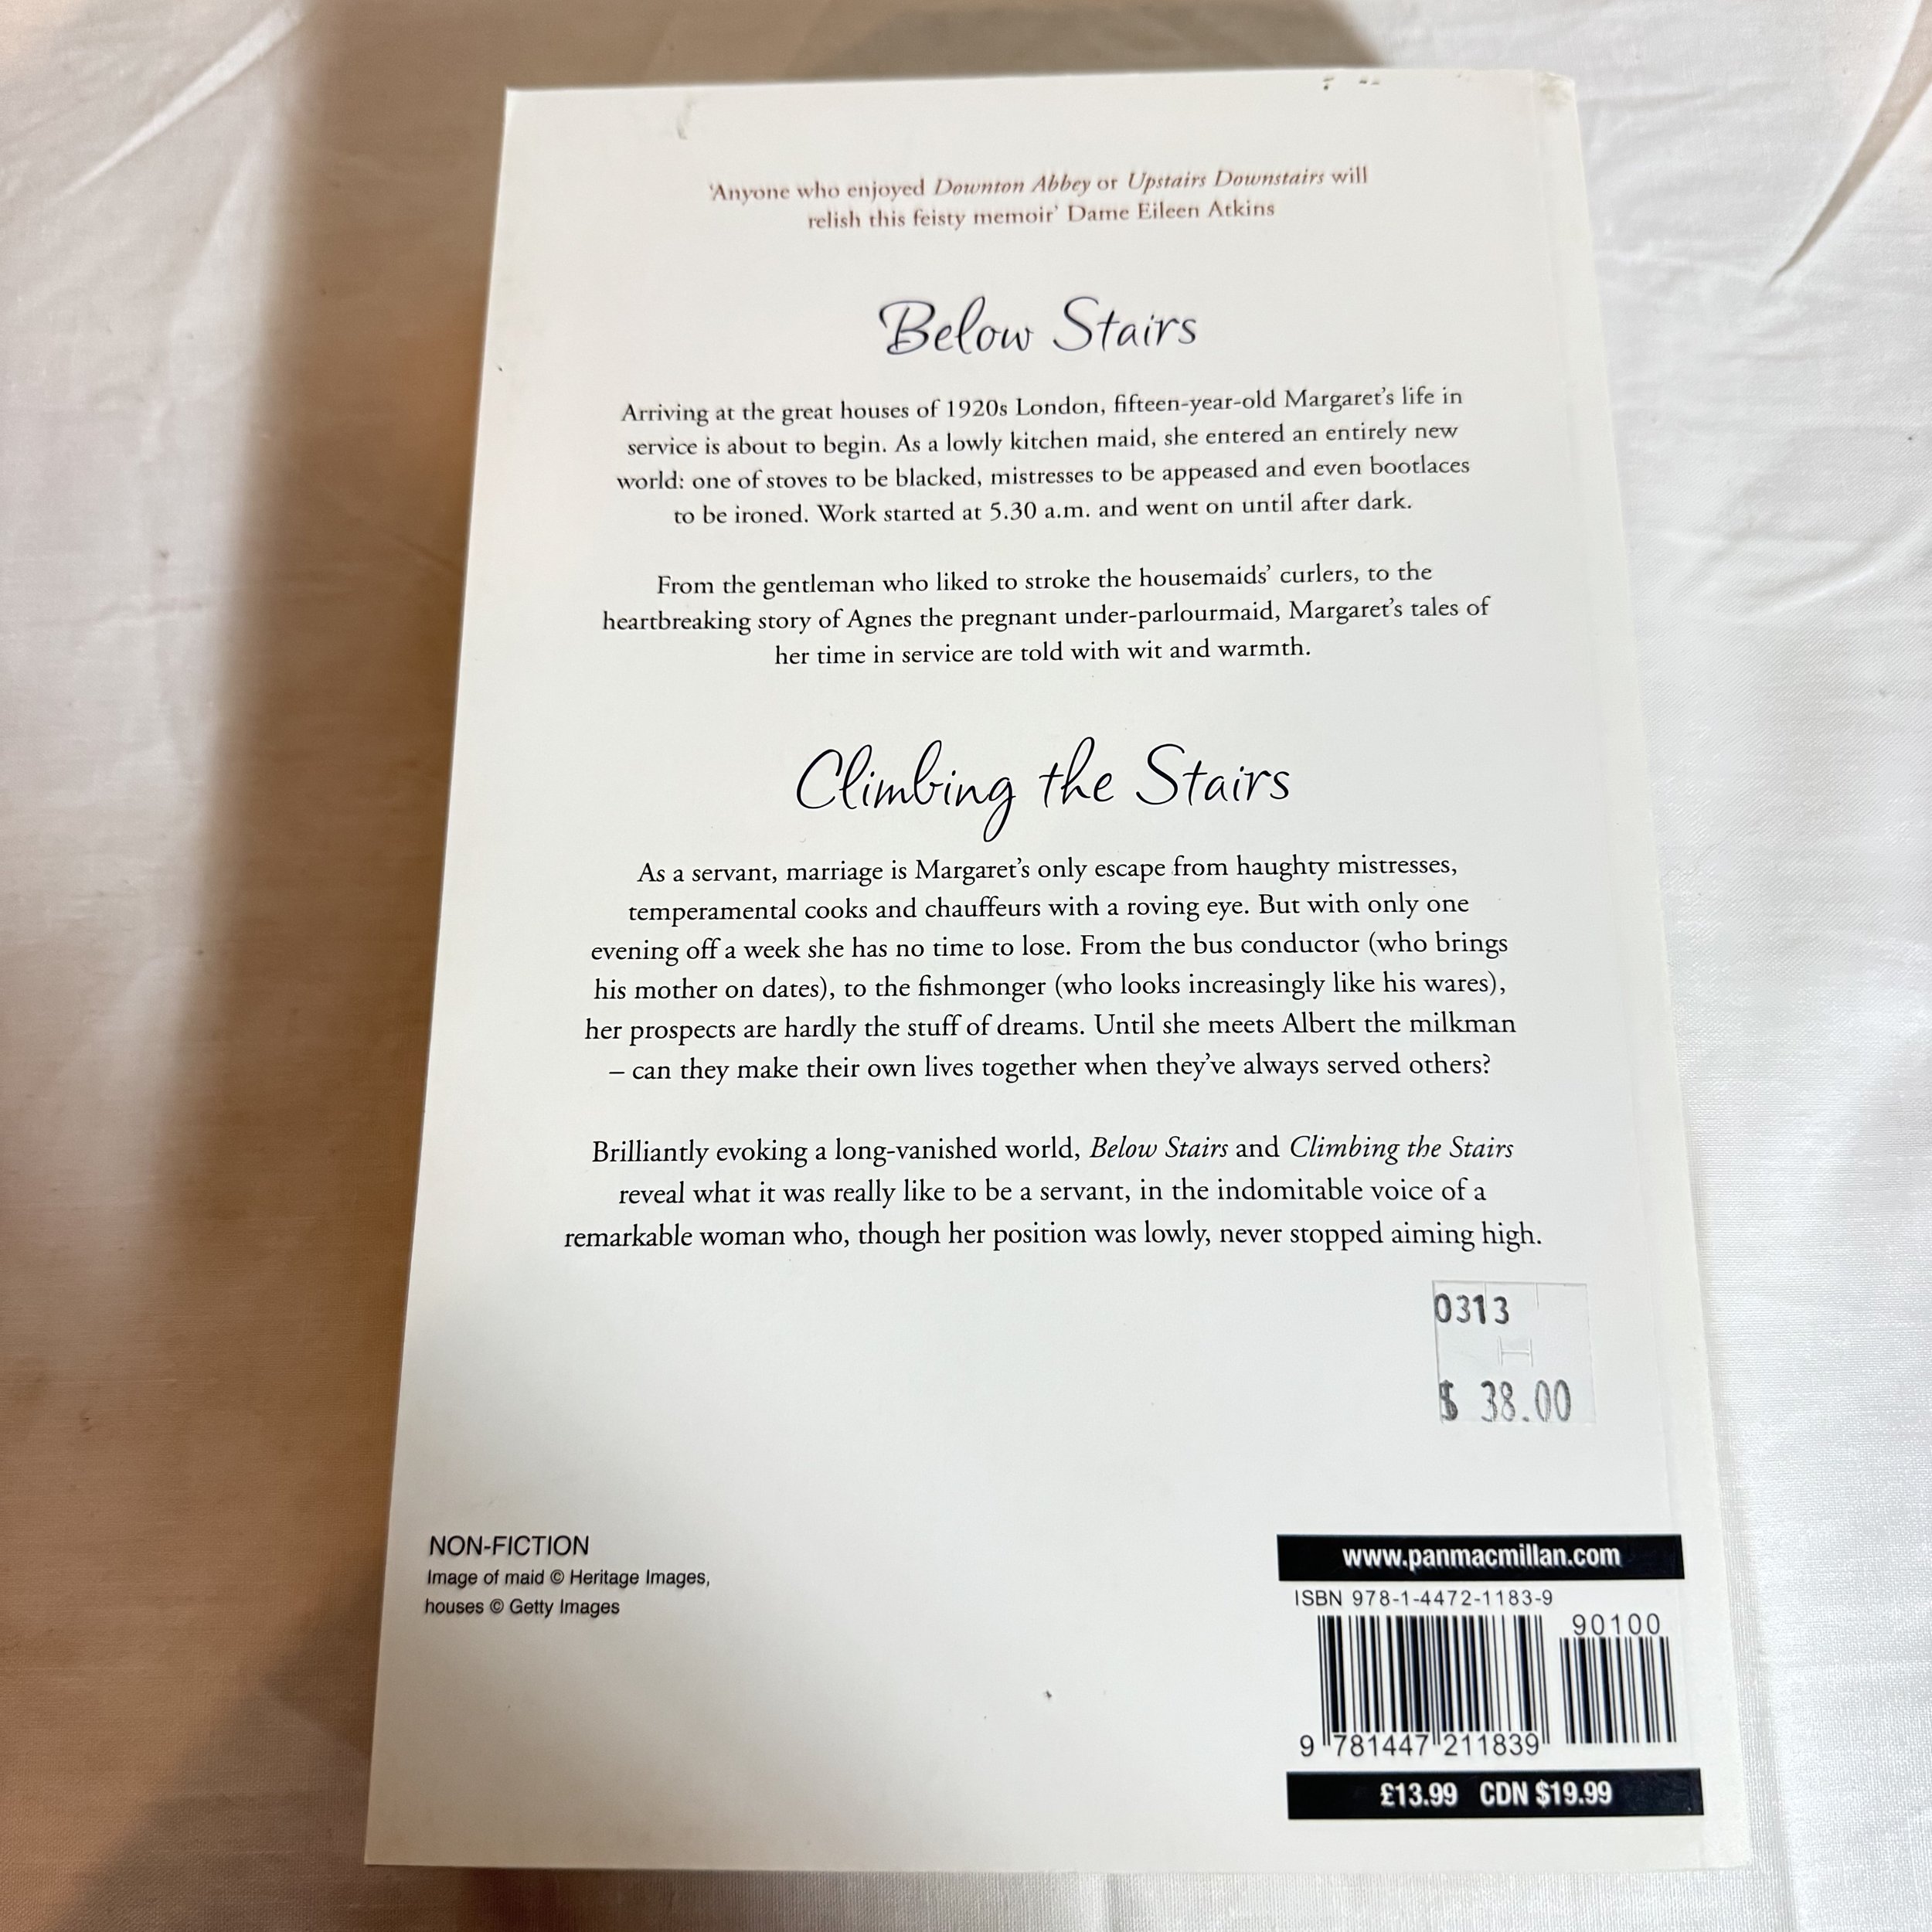 'Anyone who enjoyed Downton Abbey or Upstairs Downstairs will
relish this feisty memoir' Dame Eileen Atkins
Below Stairs
Arriving at the great houses of 1920s London, fifteen-year-old Margaret's life in
service is about to begin. As a lowly kitchen maid, she entered an entirely new
world: one of stoves to be blacked, mistresses to be appeased and even bootlaces
to be ironed. Work started at 5.30 a.m. and went on until after dark.
From the gentleman who liked to stroke the housemaids' curlers, to the
heartbreaking story of Agnes the pregnant under-parlourmaid, Margaret's tales of
her time in service are told with wit and warmth.
Climbing the Stairs
As a servant, marriage is Margaret's only escape from haughty mistresses,
temperamental cooks and chauffeurs with a roving eye. But with only one
evening off a week she has no time to lose. From the bus conductor (who brings
his mother on dates), to the fishmonger (who looks increasingly like his wares),
her prospects are hardly the stuff of dreams. Until she meets Albert the milkman
– can they make their own lives together when they've always served others?
Brilliantly evoking a long-vanished world, Below Stairs and Climbing the Stairs
reveal what it was really like to be a servant, in the indomitable voice of a
remarkable woman who, though her position was lowly, never stopped aiming high.
0313
$ 38.00
NON-FICTION
Image of maid © Heritage Images,
houses © Getty Images
www.panmacmillan.com
ISBN 978-1-4472-1183-9
90100
9 781447 211839
£13.99 CDN $19.99